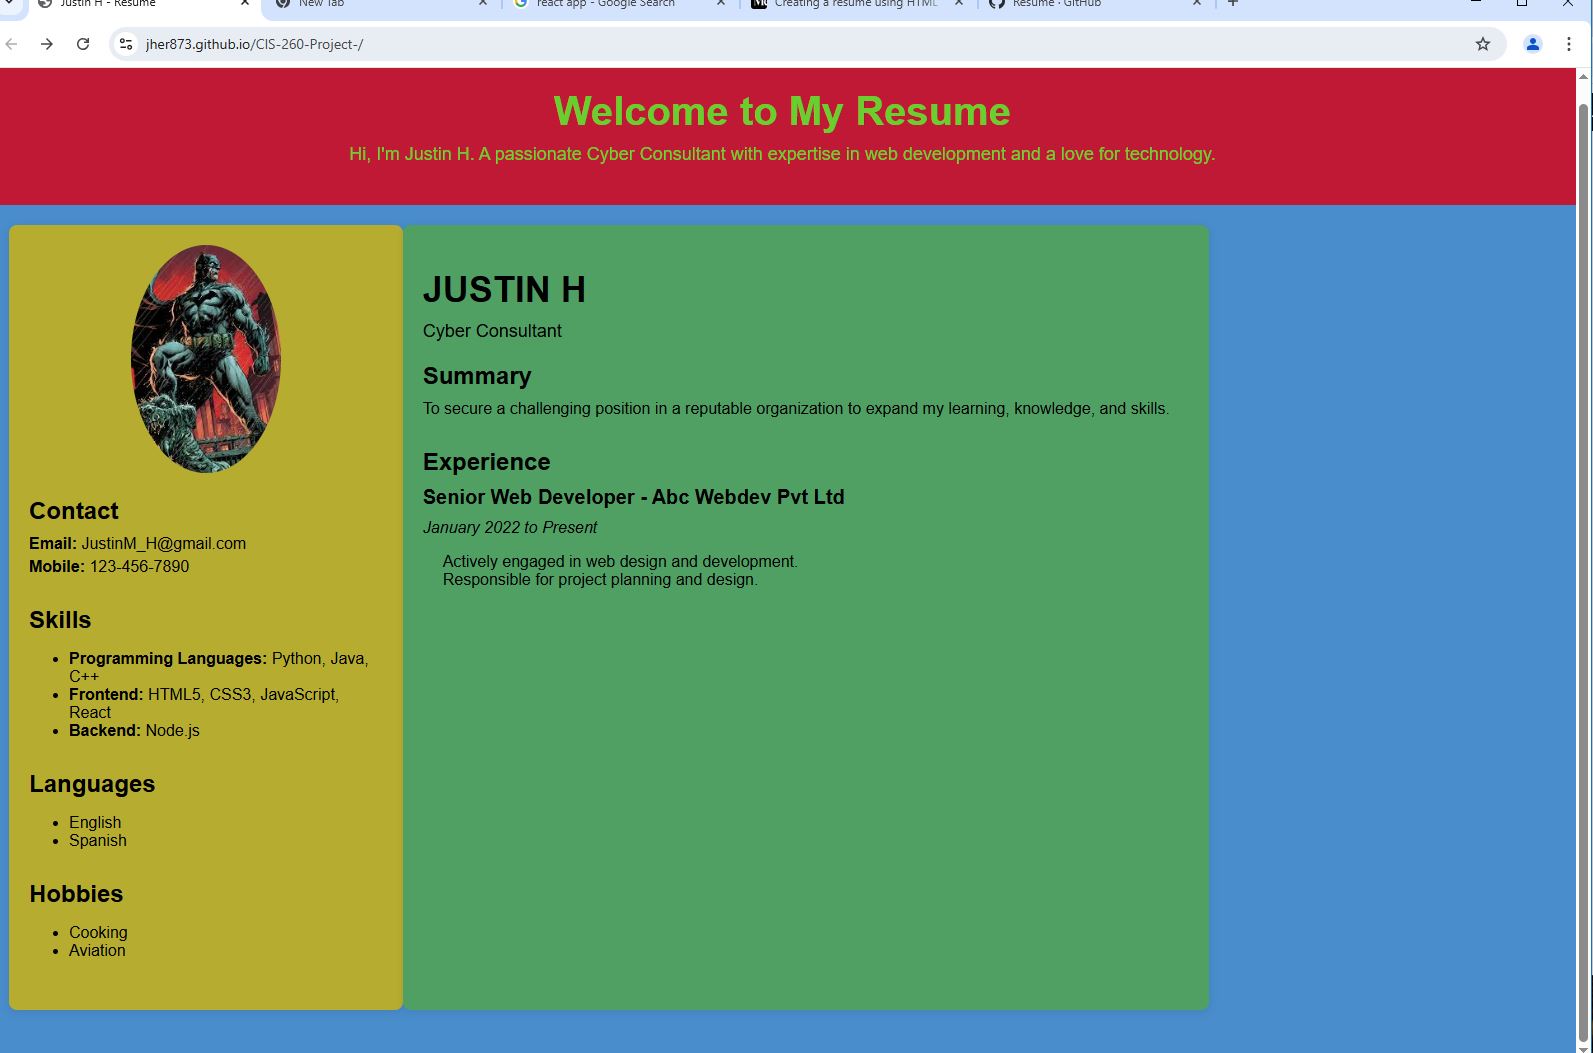 Justin H - Resume
New Tab
react app - Google Search
Creating a resume using HTML
Resume · GitHub
jher873.github.io/CIS-260-Project-/
Welcome to My Resume
Hi, I'm Justin H. A passionate Cyber Consultant with expertise in web development and a love for technology.
Contact
Email: JustinM_H@gmail.com
Mobile: 123-456-7890
Skills
• Programming Languages: Python, Java,
C++
• Frontend: HTML5, CSS3, JavaScript,
React
• Backend: Node.js
Languages
• English
• Spanish
Hobbies
• Cooking
• Aviation
JUSTIN H
Cyber Consultant
Summary
To secure a challenging position in a reputable organization to expand my learning, knowledge, and skills.
Experience
Senior Web Developer - Abc Webdev Pvt Ltd
January 2022 to Present
Actively engaged in web design and development.
Responsible for project planning and design.